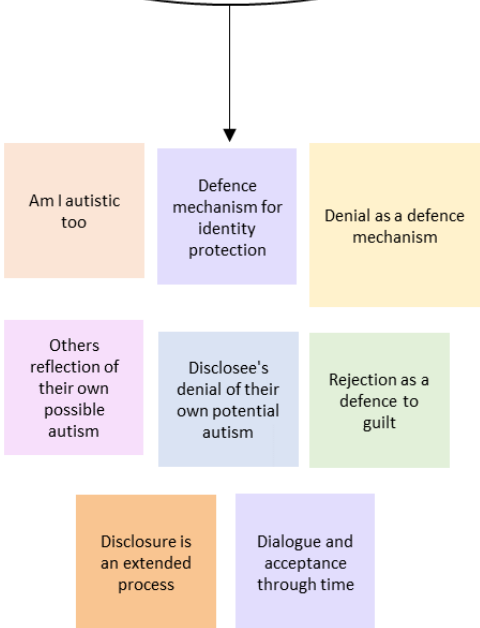 Am I autistic
too
Defence
mechanism for
identity
protection
Denial as a defence
mechanism
Others
reflection of
their own
possible
autism
Disclosee's
denial of their
own potential
autism
Rejection as a
defence to
guilt
Disclosure is
an extended
process
Dialogue and
acceptance
through time